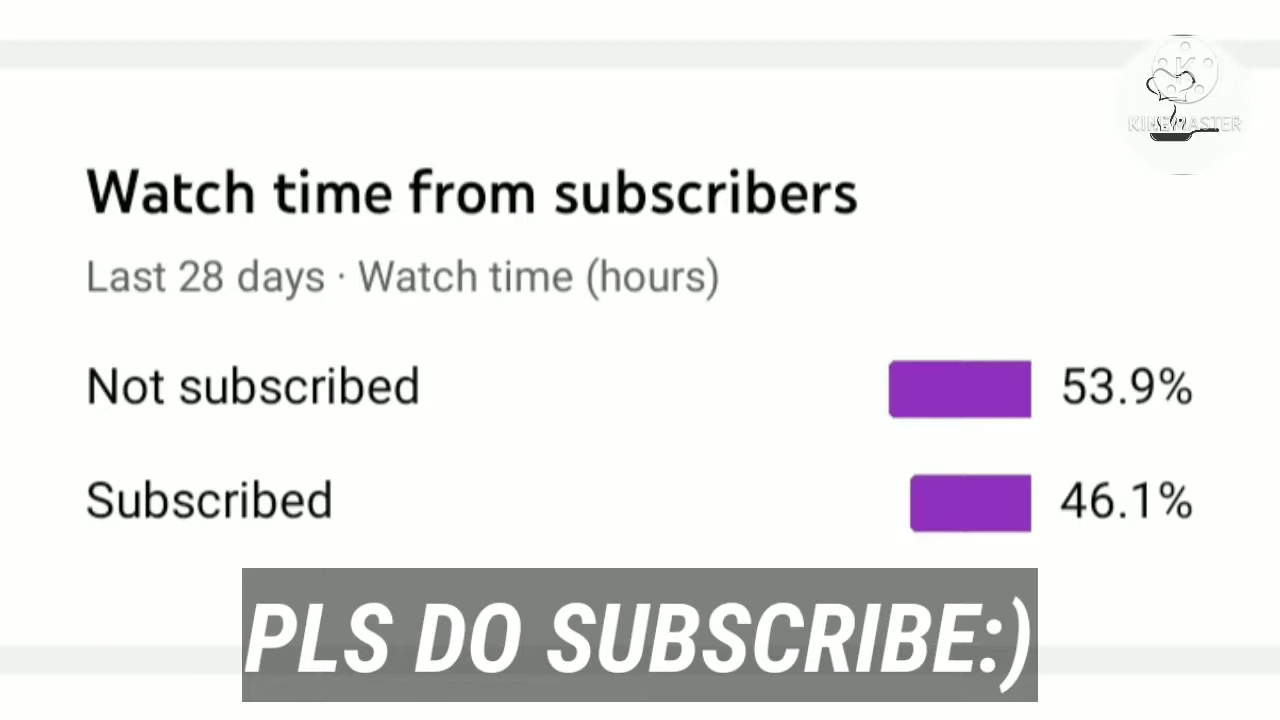 KINEMASTER
Watch time from subscribers
Last 28 days · Watch time (hours)
Not subscribed 53.9%
Subscribed 46.1%
PLS DO SUBSCRIBE:)